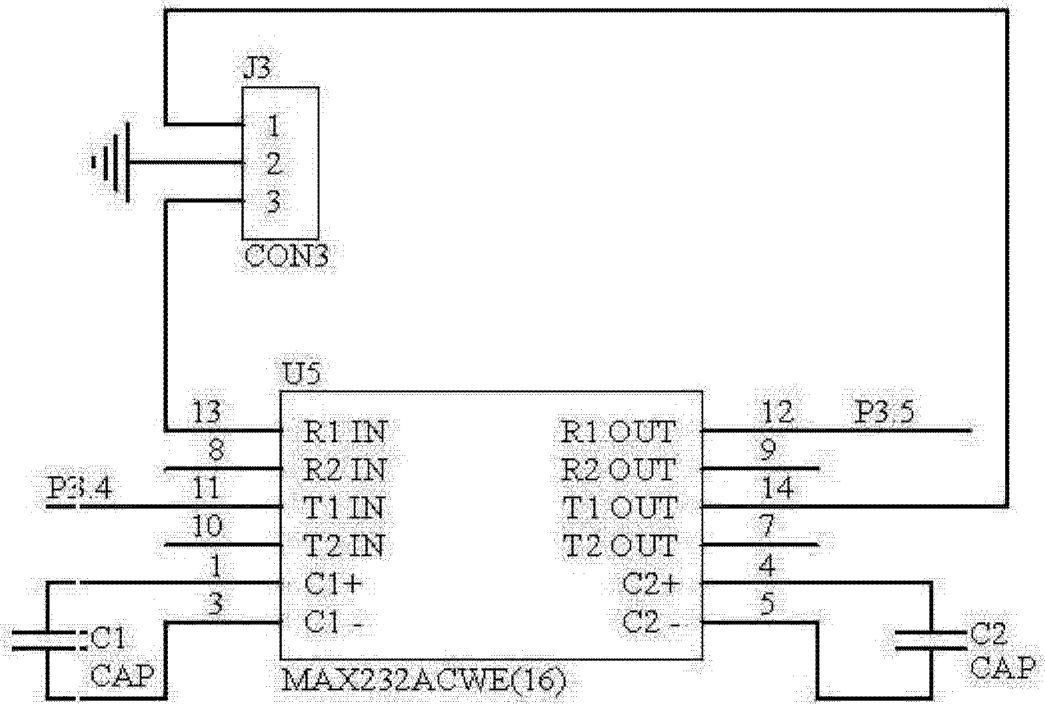 J3
1
2
3
CON3
U5
13 R1 IN R1 OUT 12 P3.5
8 R2 IN R2 OUT 9
P3.4 11 T1 IN T1 OUT 14
10 T2 IN T2 OUT 7
1 C1+ C2+ 4
3 C1 - C2 - 5
C1 C2
CAP CAP
MAX232ACWE(16)